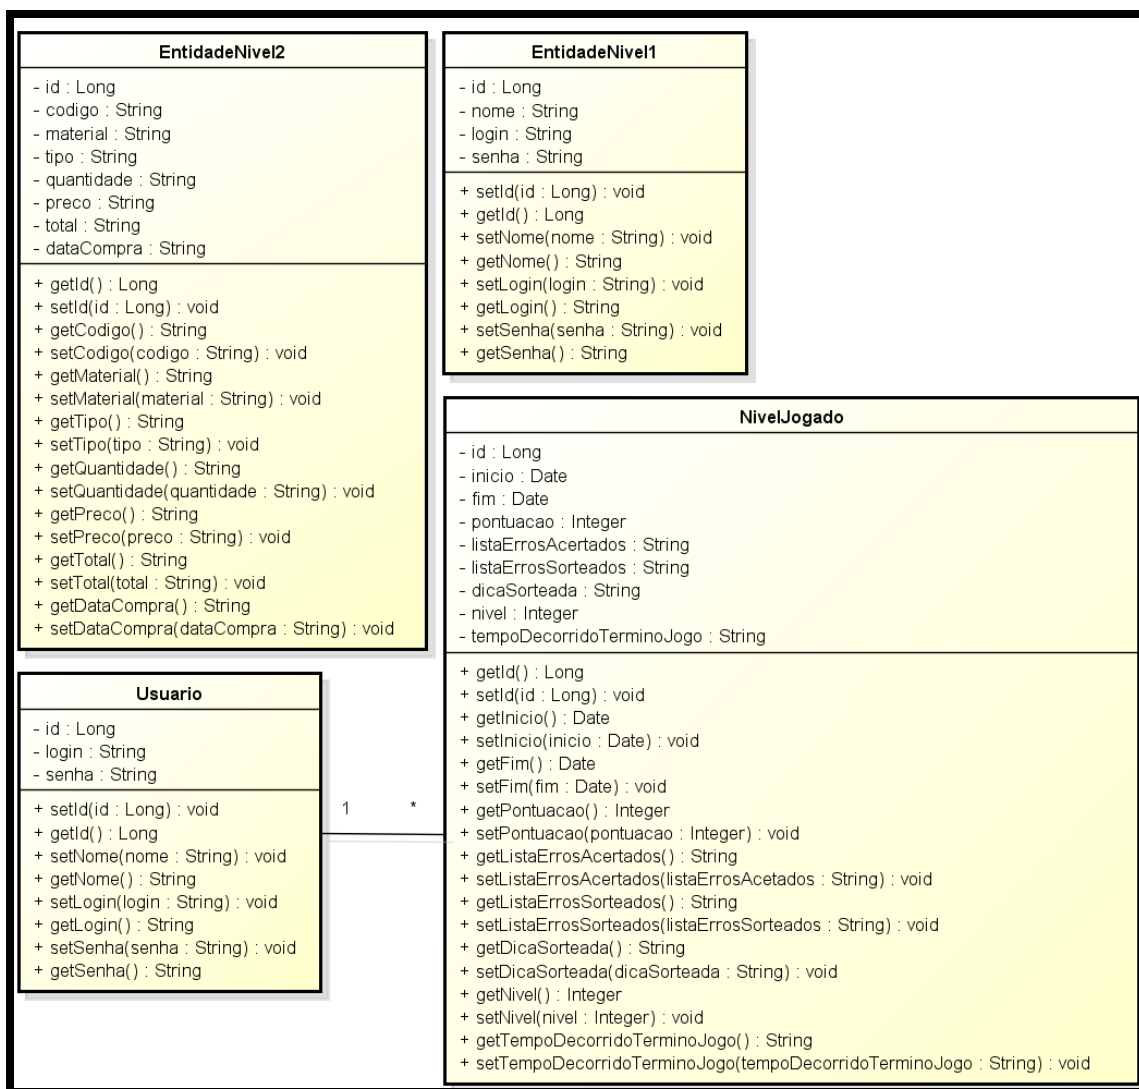 EntidadeNivel2
- id : Long
- codigo : String
- material : String
- tipo : String
- quantidade : String
- preco : String
- total : String
- dataCompra : String
+ getId() : Long
+ setId(id : Long) : void
+ getCodigo() : String
+ setCodigo(codigo : String) : void
+ getMaterial() : String
+ setMaterial(material : String) : void
+ getTipo() : String
+ setTipo(tipo : String) : void
+ getQuantidade() : String
+ setQuantidade(quantidade : String) : void
+ getPreco() : String
+ setPreco(preco : String) : void
+ getTotal() : String
+ setTotal(total : String) : void
+ getDataCompra() : String
+ setDataCompra(dataCompra : String) : void
EntidadeNivel1
- id : Long
- nome : String
- login : String
- senha : String
+ setId(id : Long) : void
+ getId() : Long
+ setNome(nome : String) : void
+ getNome() : String
+ setLogin(login : String) : void
+ getLogin() : String
+ setSenha(senha : String) : void
+ getSenha() : String
Usuario
- id : Long
- login : String
- senha : String
+ setId(id : Long) : void
+ getId() : Long
+ setNome(nome : String) : void
+ getNome() : String
+ setLogin(login : String) : void
+ getLogin() : String
+ setSenha(senha : String) : void
+ getSenha() : String
1 *
NivelJogado
- id : Long
- inicio : Date
- fim : Date
- pontuacao : Integer
- listaErrosAcertados : String
- listaErrosSorteados : String
- dicaSorteada : String
- nivel : Integer
- tempoDecorridoTerminoJogo : String
+ getId() : Long
+ setId(id : Long) : void
+ getInicio() : Date
+ setInicio(inicio : Date) : void
+ getFim() : Date
+ setFim(fim : Date) : void
+ getPontuacao() : Integer
+ setPontuacao(pontuacao : Integer) : void
+ getListaErrosAcertados() : String
+ setListaErrosAcertados(listaErrosAcetados : String) : void
+ getListaErrosSorteados() : String
+ setListaErrosSorteados(listaErrosSorteados : String) : void
+ getDicaSorteada() : String
+ setDicaSorteada(dicaSorteada : String) : void
+ getNivel() : Integer
+ setNivel(nivel : Integer) : void
+ getTempoDecorridoTerminoJogo() : String
+ setTempoDecorridoTerminoJogo(tempoDecorridoTerminoJogo : String) : void